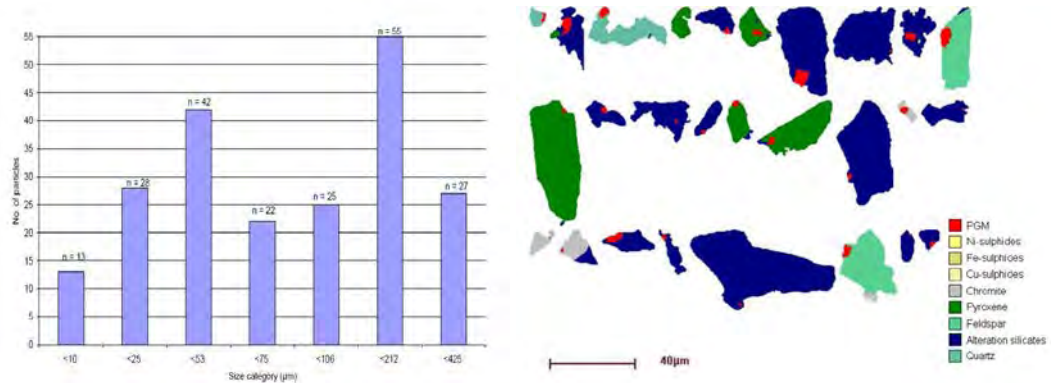 No of particles
55
50
45
40
35
30
25
20
15
10
5
0
n = 13
n = 28
n = 42
n = 22
n = 25
n = 55
n = 27
<10
<25
<53
<75
<106
<212
<425
Size category (µm)
PGM
Ni-sulphides
Fe-sulphides
Cu-sulphides
Chromite
Pyroxene
Feldspar
Alteration silicates
Quartz
40µm